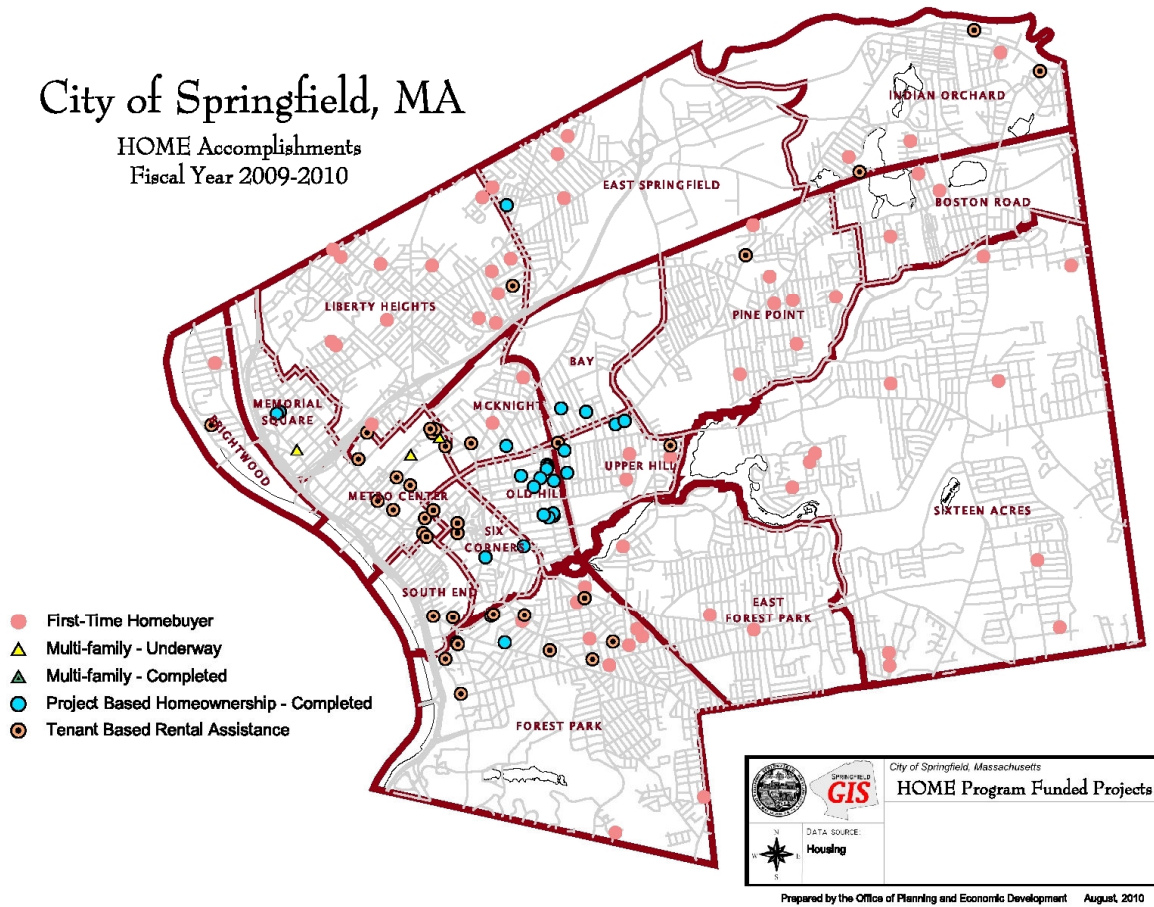 City of Springfield, MA
HOME Accomplishments
Fiscal Year 2009-2010
INDIAN ORCHARD
EAST SPRINGFIELD
BOSTON ROAD
LIBERTY HEIGHTS
PINE POINT
BAY
MEMORIAL
SQUARE
MCKNIGHT
BRIGHTWOOD
UPPER HILL
METRO CENTER
OLD HILL
SIXTEEN ACRES
SIX
CORNERS
SOUTH END
EAST
FOREST PARK
FOREST PARK
First-Time Homebuyer
Multi-family - Underway
Multi-family - Completed
Project Based Homeownership - Completed
Tenant Based Rental Assistance
SPRINGFIELD
GIS
City of Springfield, Massachusetts
HOME Program Funded Projects
N
W E
S
DATA SOURCE:
Housing
Prepared by the Office of Planning and Economic Development August, 2010